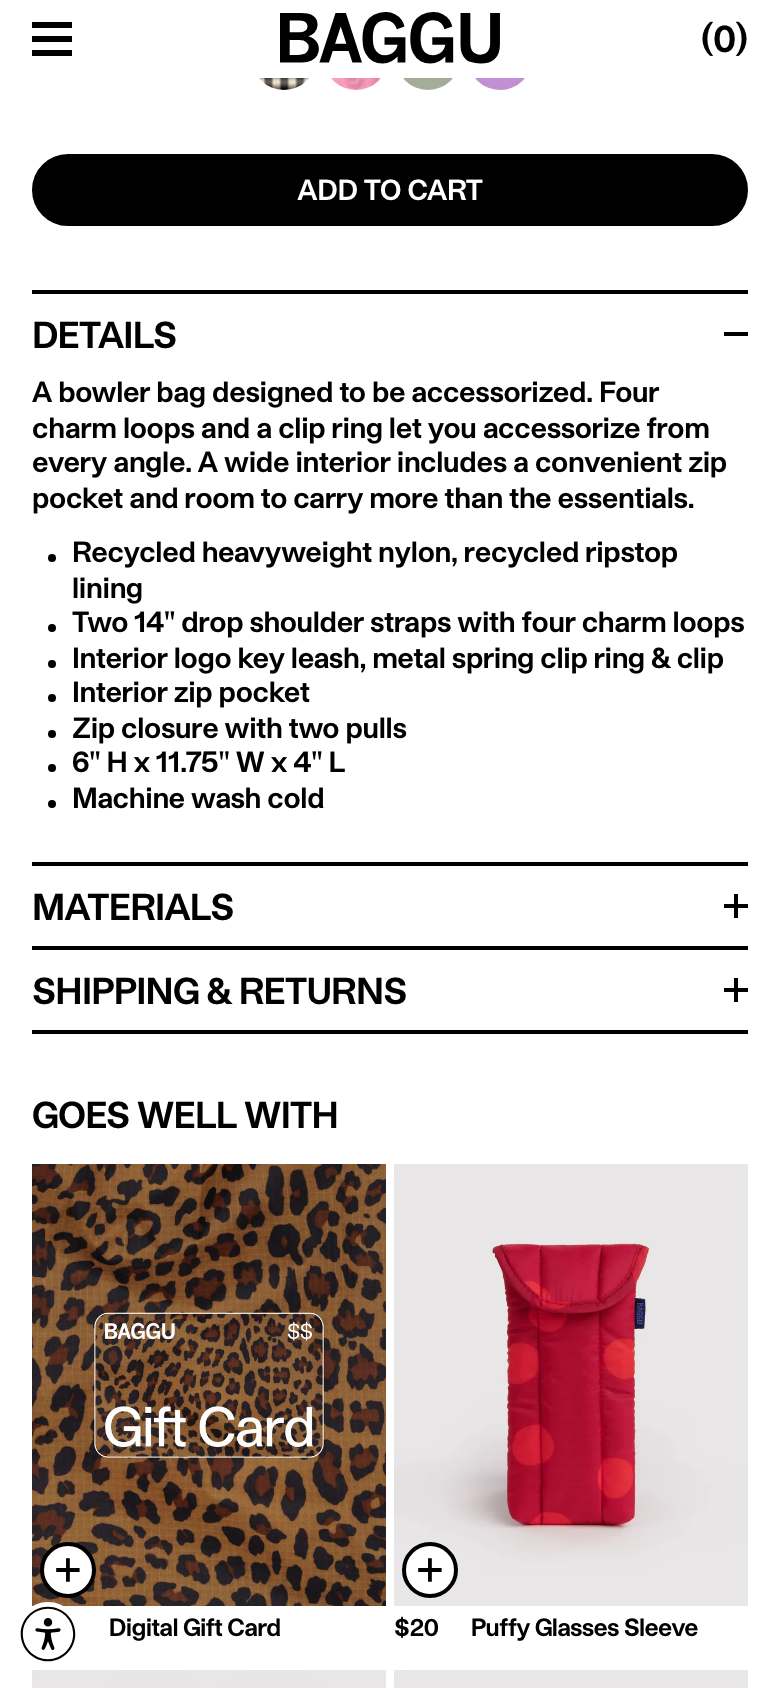 BAGGU
(0)
ADD TO CART
DETAILS
A bowler bag designed to be accessorized. Four
charm loops and a clip ring let you accessorize from
every angle. A wide interior includes a convenient zip
pocket and room to carry more than the essentials.
• Recycled heavyweight nylon, recycled ripstop
lining
• Two 14" drop shoulder straps with four charm loops
• Interior logo key leash, metal spring clip ring & clip
• Interior zip pocket
• Zip closure with two pulls
• 6" H x 11.75" W x 4" L
• Machine wash cold
MATERIALS
SHIPPING & RETURNS
GOES WELL WITH
BAGGU $$
Gift Card
BAGGU
Digital Gift Card
$20 Puffy Glasses Sleeve